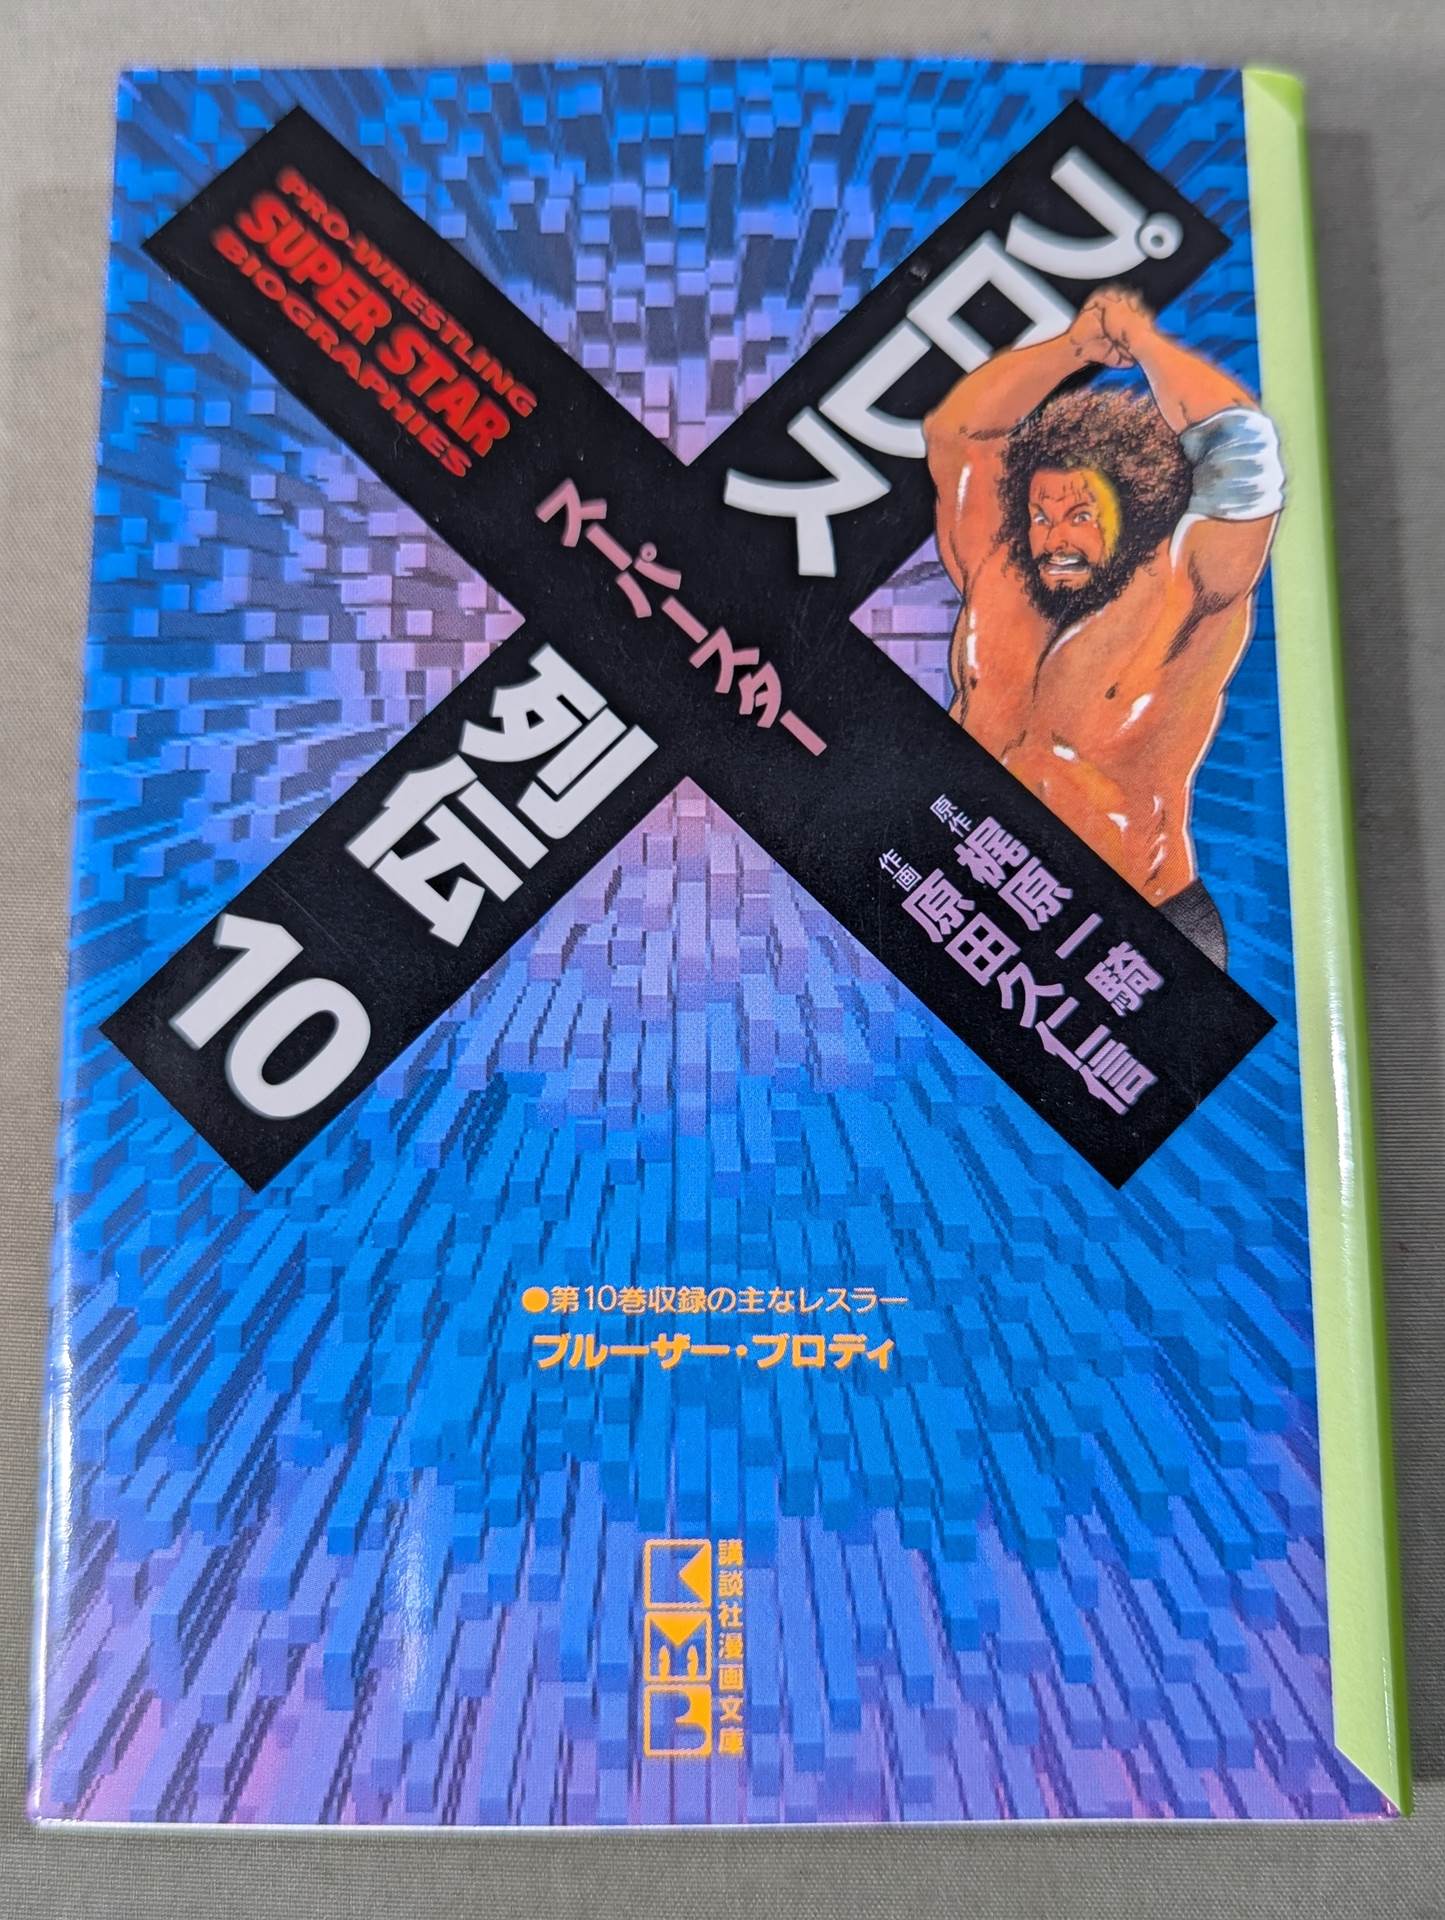 PRO-WRESTLING
SUPER STAR
BIOGRAPHIES
プロレス
スーパースター
列伝
10
原作 梶原一騎
作画 原田久仁信
●第10巻収録の主なレスラー
ブルーザー・ブロディ
KMB
講談社漫画文庫